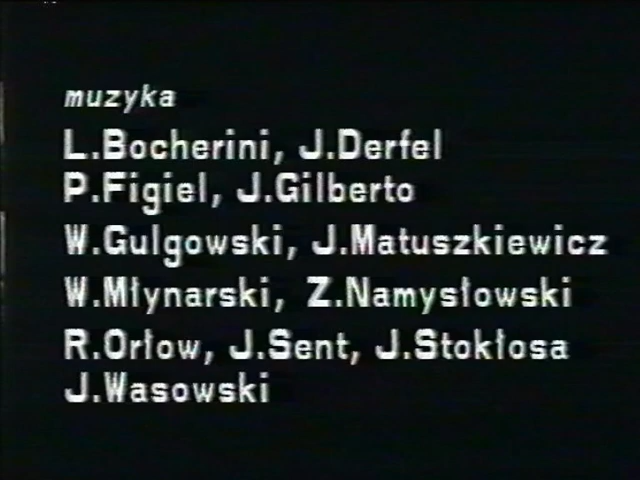 muzyka
L.Bocherini, J.Derfel
P.Figiel, J.Gilberto
W.Gulgowski, J.Matuszkiewicz
W.Młynarski, Z.Namysłowski
R.Orłow, J.Sent, J.Stokłosa
J.Wasowski